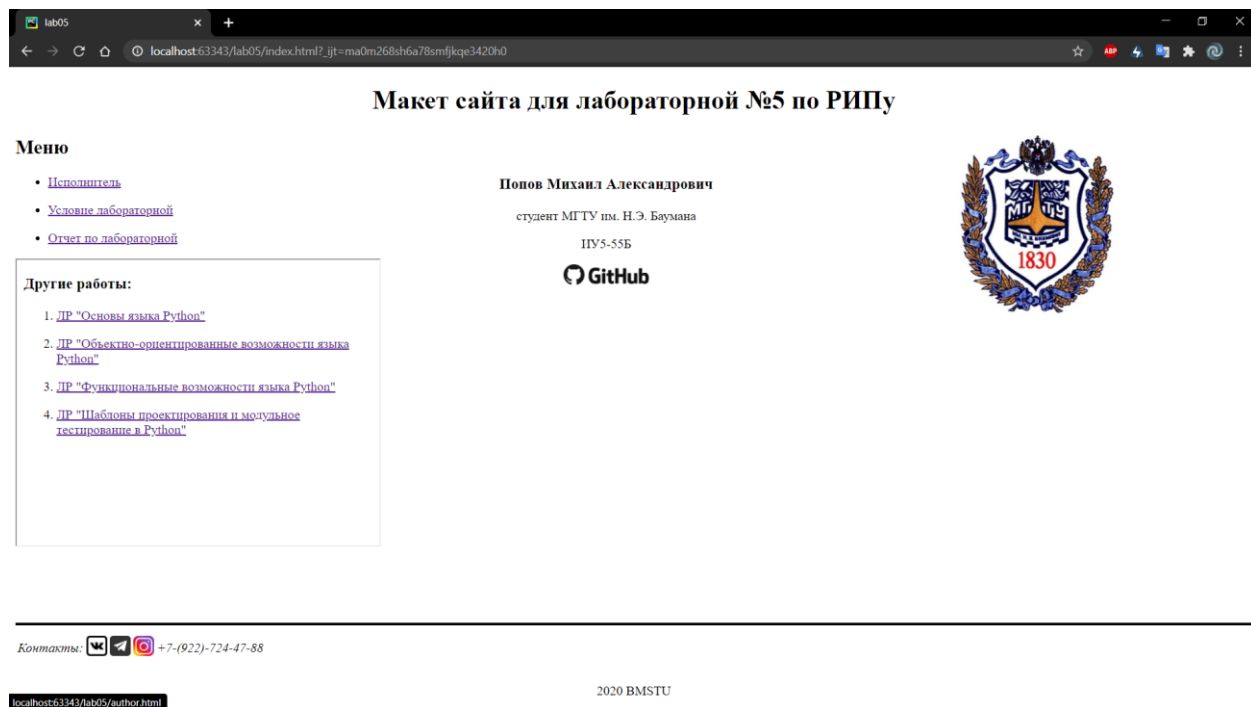 lab05
localhost:63343/lab05/index.html?_ijt=ma0m268sh6a78smfjkqe3420h0
ABP
Макет сайта для лабораторной №5 по РИПу
Меню
Исполнитель
Условие лабораторной
Отчет по лабораторной
Другие работы:
1. ЛР "Основы языка Python"
2. ЛР "Объектно-ориентированные возможности языка
Python"
3. ЛР "Функциональные возможности языка Python"
4. ЛР "Шаблоны проектирования и модульное
тестирование в Python"
Попов Михаил Александрович
студент МГТУ им. Н.Э. Баумана
ИУ5-55Б
GitHub
МГТУ
1830
Контакты: +7-(922)-724-47-88
2020 BMSTU
localhost:63343/lab05/author.html